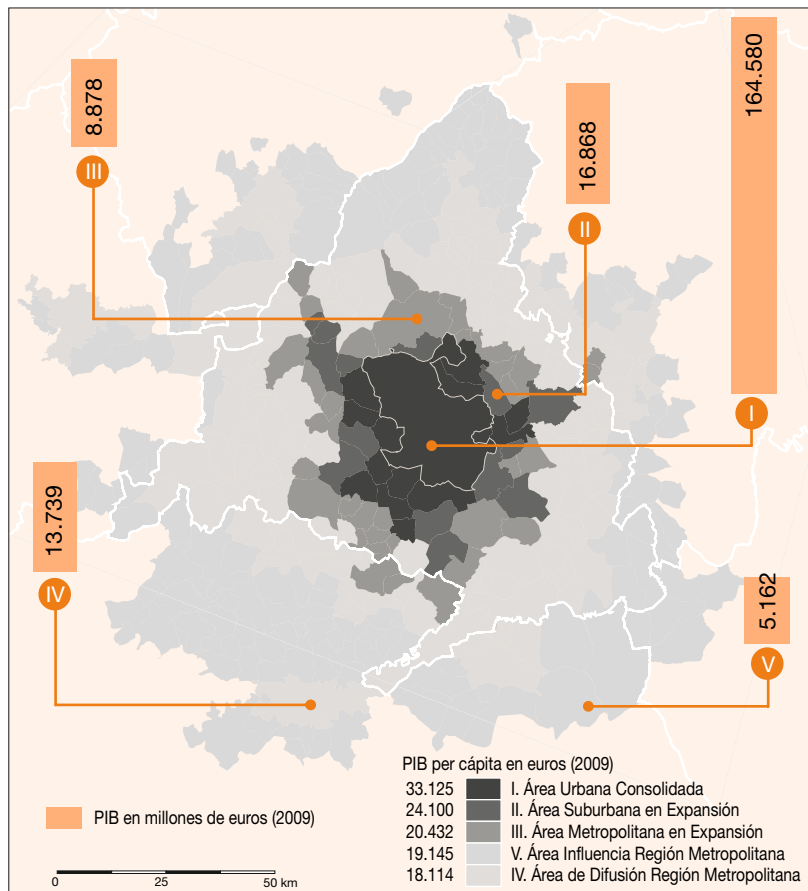 8.878
III
16.868
II
164.580
I
13.739
IV
5.162
V
PIB per cápita en euros (2009)
33.125 I. Área Urbana Consolidada
24.100 II. Área Suburbana en Expansión
20.432 III. Área Metropolitana en Expansión
19.145 V. Área Influencia Región Metropolitana
18.114 IV. Área de Difusión Región Metropolitana
PIB en millones de euros (2009)
0 25 50 km